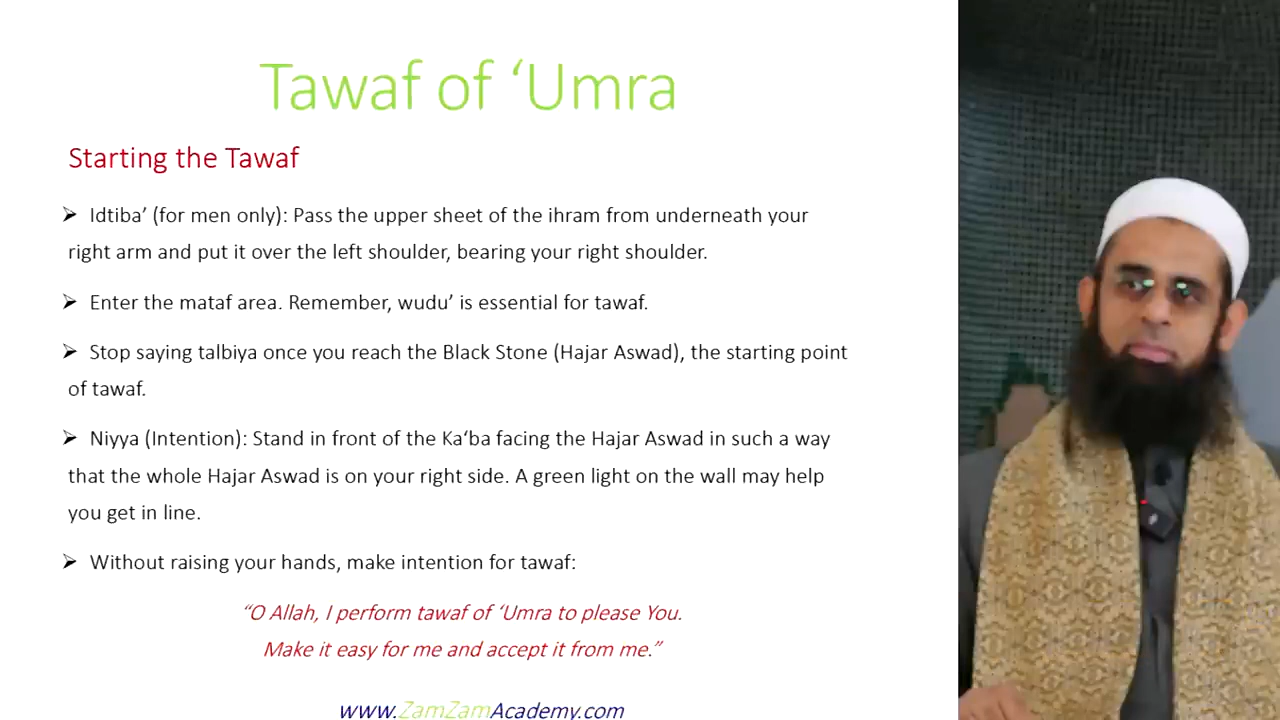 Tawaf of ‘Umra
Starting the Tawaf
➢ Idtiba’ (for men only): Pass the upper sheet of the ihram from underneath your
right arm and put it over the left shoulder, bearing your right shoulder.
➢ Enter the mataf area. Remember, wudu’ is essential for tawaf.
➢ Stop saying talbiya once you reach the Black Stone (Hajar Aswad), the starting point
of tawaf.
➢ Niyya (Intention): Stand in front of the Ka‘ba facing the Hajar Aswad in such a way
that the whole Hajar Aswad is on your right side. A green light on the wall may help
you get in line.
➢ Without raising your hands, make intention for tawaf:
“O Allah, I perform tawaf of ‘Umra to please You.
Make it easy for me and accept it from me.”
www.ZamZamAcademy.com